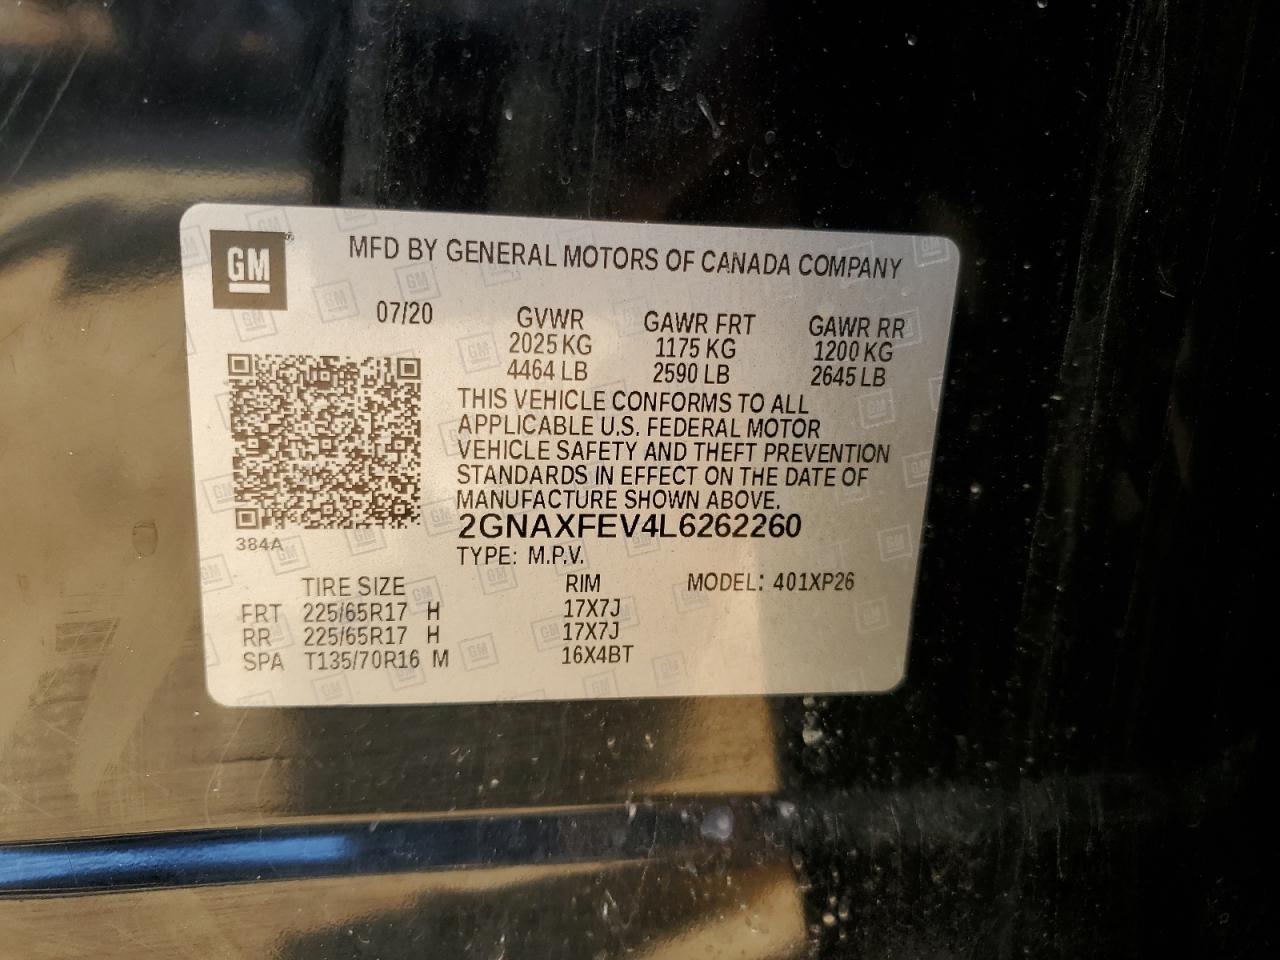 GM
MFD BY GENERAL MOTORS OF CANADA COMPANY
07/20
GVWR GAWR FRT GAWR RR
2025 KG 1175 KG 1200 KG
4464 LB 2590 LB 2645 LB
THIS VEHICLE CONFORMS TO ALL
APPLICABLE U.S. FEDERAL MOTOR
VEHICLE SAFETY AND THEFT PREVENTION
STANDARDS IN EFFECT ON THE DATE OF
MANUFACTURE SHOWN ABOVE.
2GNAXFEV4L6262260
384A
TYPE: M.P.V.
TIRE SIZE RIM MODEL: 401XP26
FRT 225/65R17 H 17X7J
RR 225/65R17 H 17X7J
SPA T135/70R16 M 16X4BT